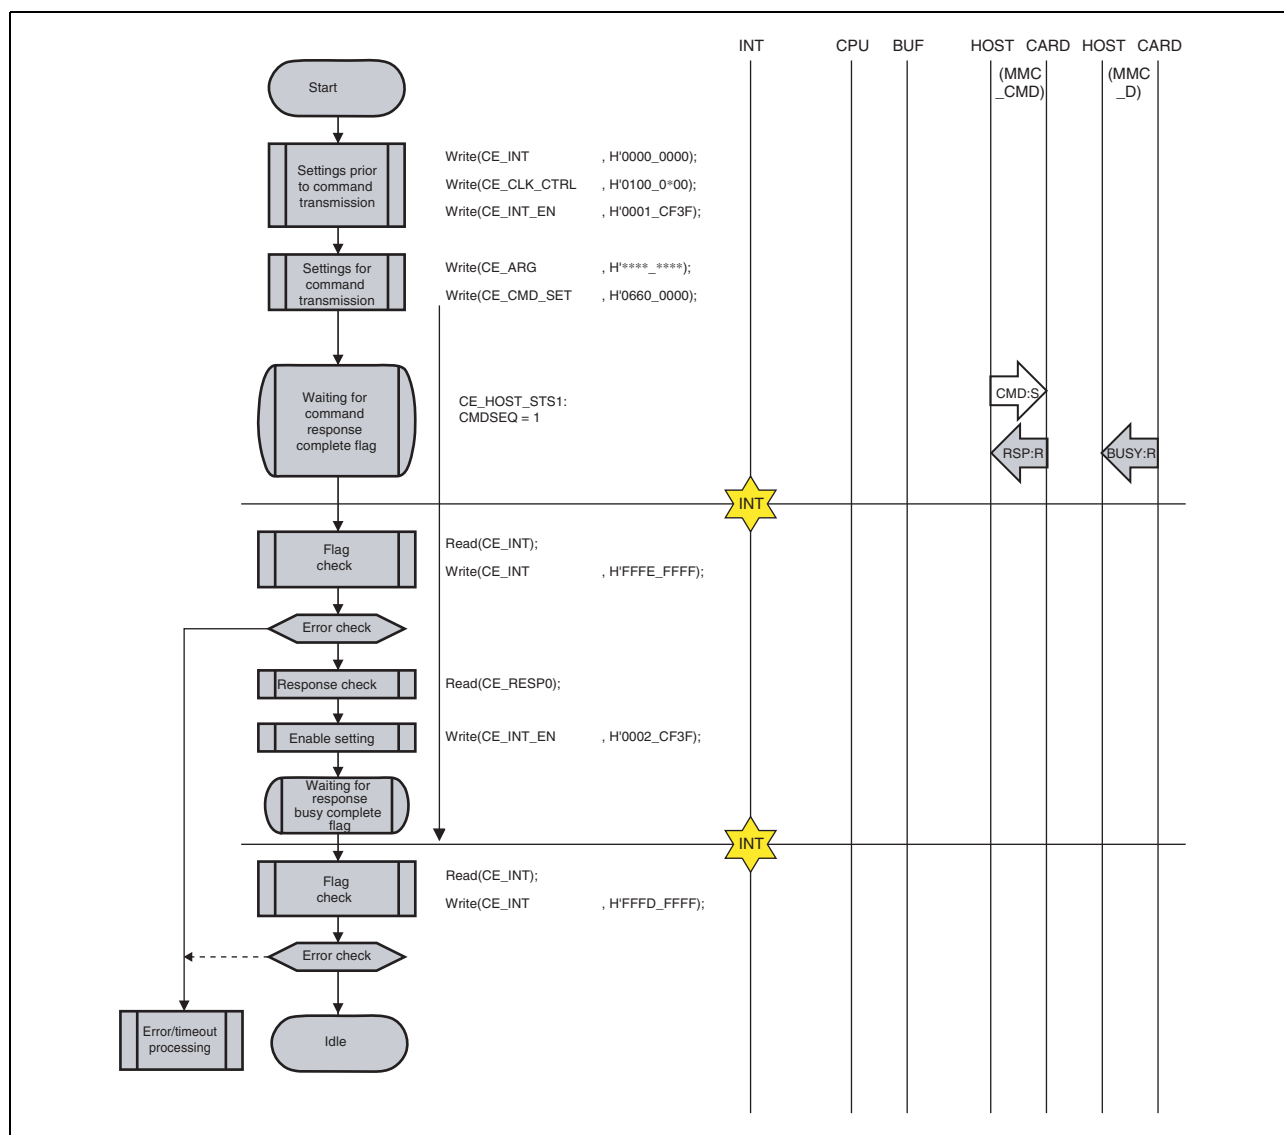 INT CPU BUF HOST CARD HOST CARD
(MMC
_CMD)
(MMC
_D)
Start
Settings prior
to command
transmission
Write(CE_INT , H'0000_0000);
Write(CE_CLK_CTRL , H'0100_0*00);
Write(CE_INT_EN , H'0001_CF3F);
Settings for
command
transmission
Write(CE_ARG , H'****_****);
Write(CE_CMD_SET , H'0660_0000);
Waiting for
command
response
complete flag
CE_HOST_STS1:
CMDSEQ = 1
CMD:S
RSP:R
BUSY:R
INT
Flag
check
Read(CE_INT);
Write(CE_INT , H'FFFE_FFFF);
Error check
Response check
Read(CE_RESP0);
Enable setting
Write(CE_INT_EN , H'0002_CF3F);
Waiting for
response
busy complete
flag
INT
Flag
check
Read(CE_INT);
Write(CE_INT , H'FFFD_FFFF);
Error check
Error/timeout
processing
Idle